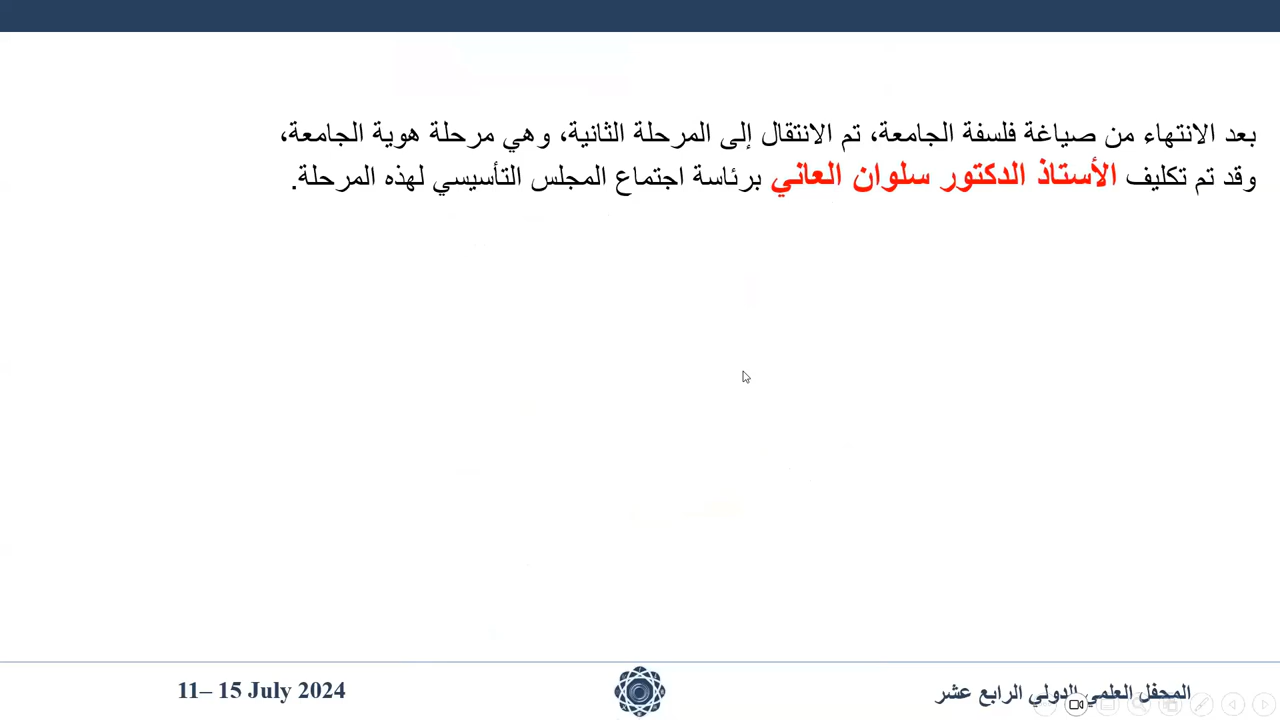 بعد الانتهاء من صياغة فلسفة الجامعة، تم الانتقال إلى المرحلة الثانية، وهي مرحلة هوية الجامعة،
وقد تم تكليف الأستاذ الدكتور سلوان العاني برئاسة اجتماع المجلس التأسيسي لهذه المرحلة.
11– 15 July 2024
المحفل العلمي الدولي الرابع عشر